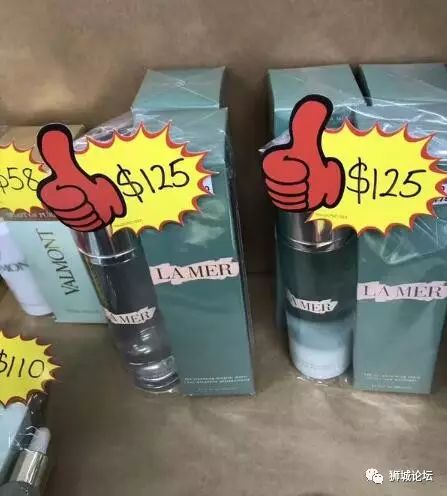 $58
$125
$125
VALMONT
LA MER
LA MER
LA MER
LA MER
$110
狮城论坛